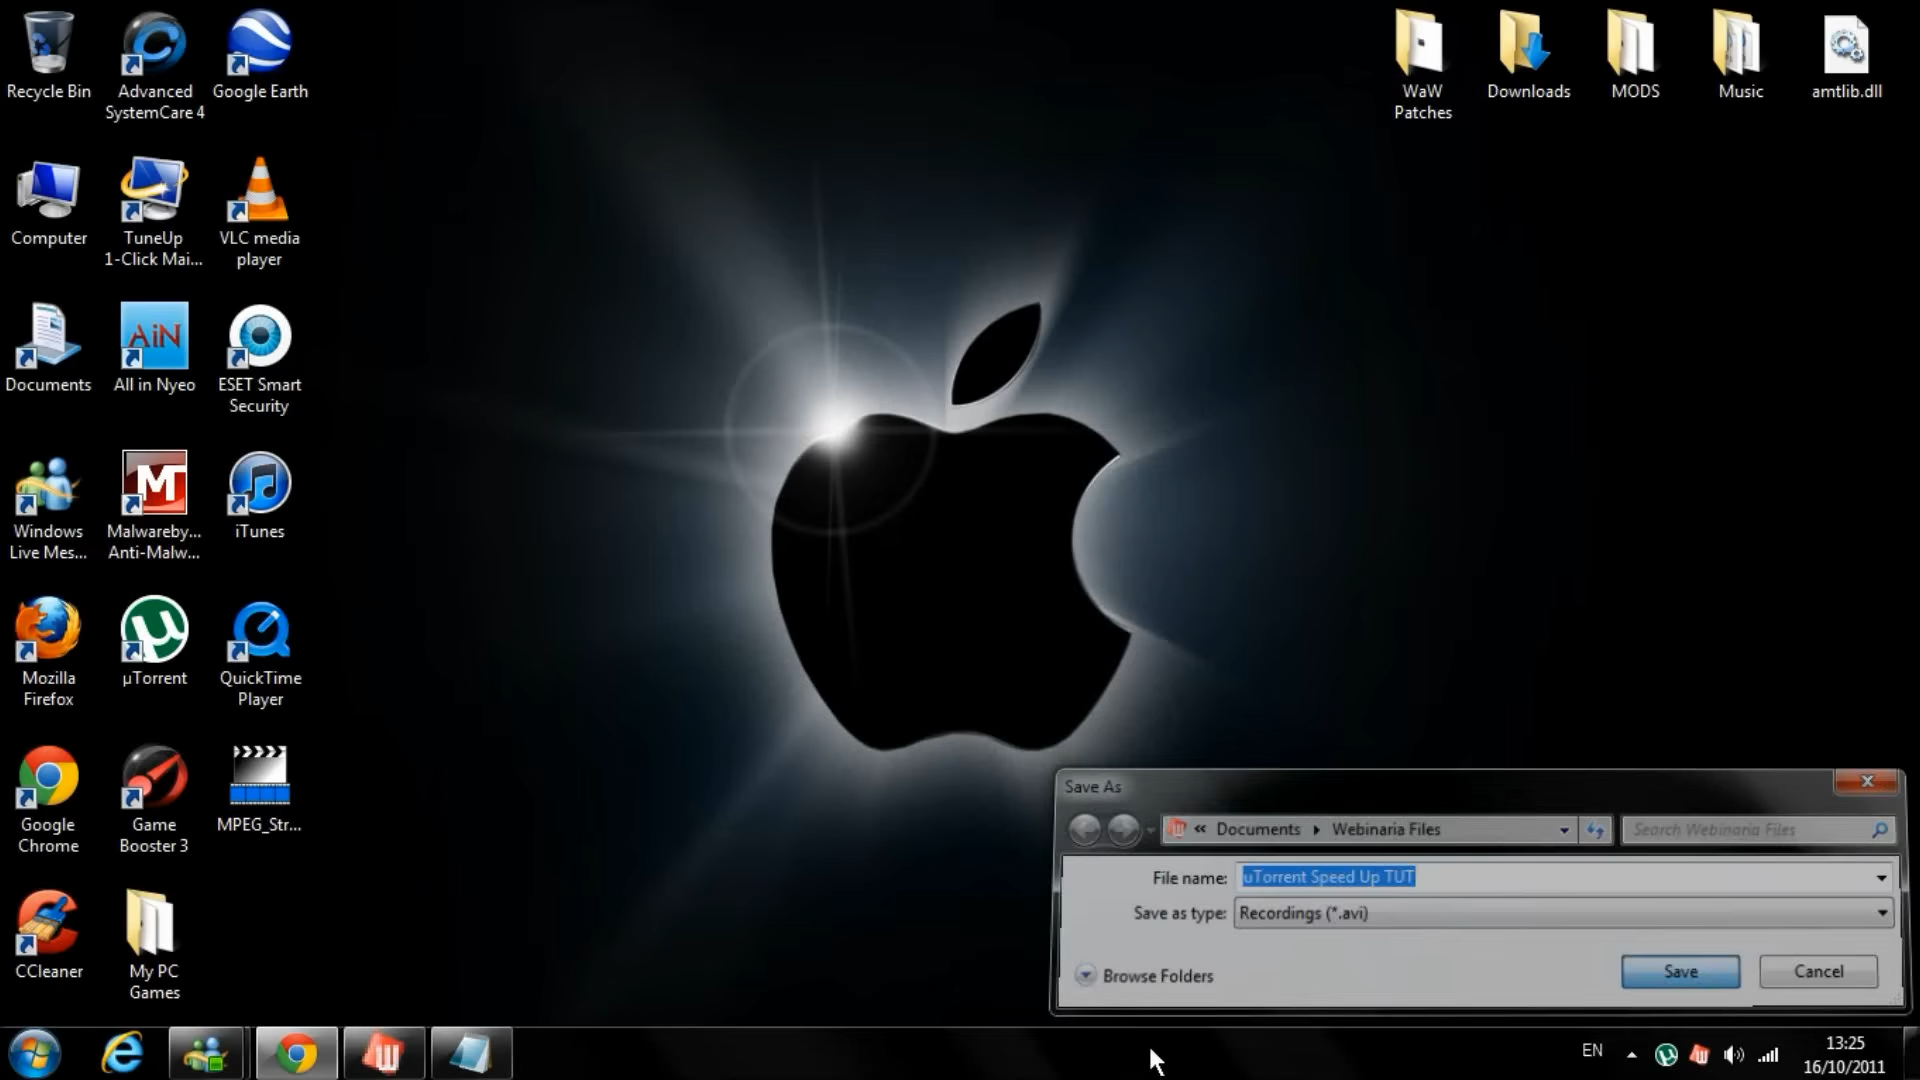 Recycle Bin
Advanced
SystemCare 4
Google Earth
WaW
Patches
Downloads
MODS
Music
amtlib.dll
Computer
TuneUp
1-Click Mai...
VLC media
player
Documents
AiN
All in Nyeo
ESET Smart
Security
Windows
Live Mes...
M
Malwareby...
Anti-Malw...
iTunes
Mozilla
Firefox
µ
µTorrent
QuickTime
Player
Google
Chrome
Game
Booster 3
MPEG_Str...
CCleaner
My PC
Games
Save As
« Documents Webinaria Files
Search Webinaria Files
File name: uTorrent Speed Up TUT
Save as type: Recordings (*.avi)
Browse Folders
Save
Cancel
EN
13:25
16/10/2011